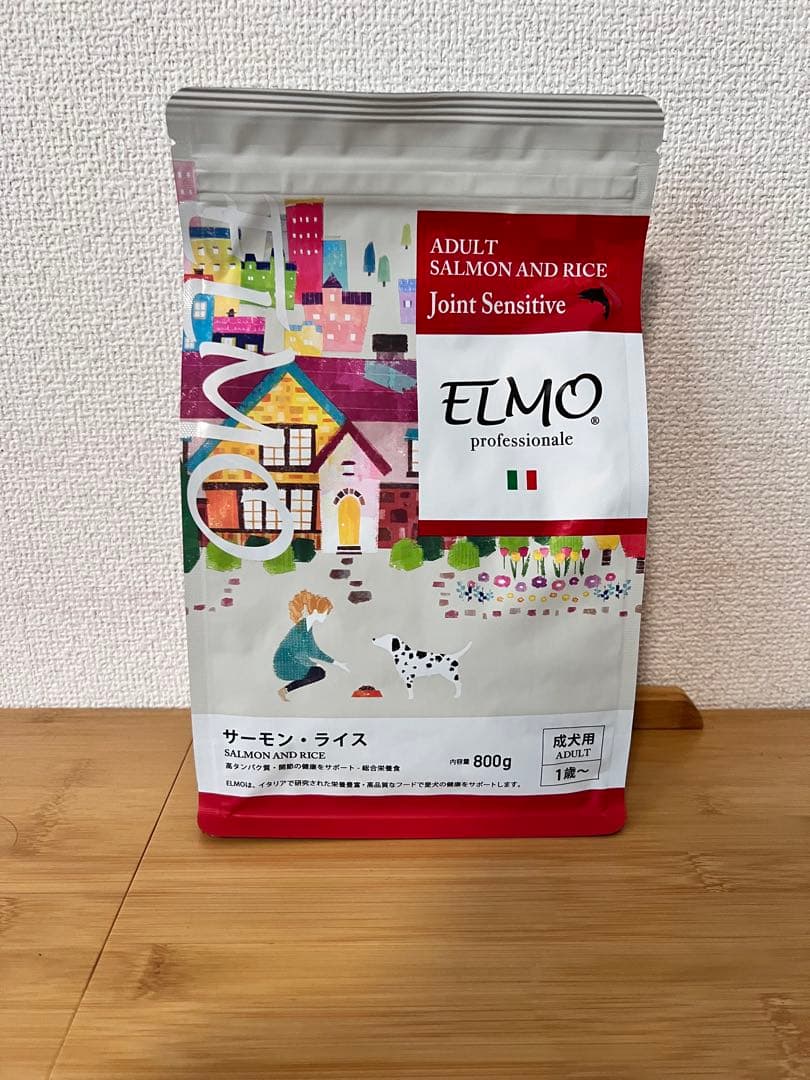 ADULT
SALMON AND RICE
Joint Sensitive
ELMO
ELMO®
professionale
サーモン・ライス
SALMON AND RICE
高タンパク質・関節の健康をサポート - 総合栄養食
ELMOは、イタリアで研究された栄養豊富・高品質なフードで愛犬の健康をサポートします。
内容量 800g
成犬用
ADULT
1歳～